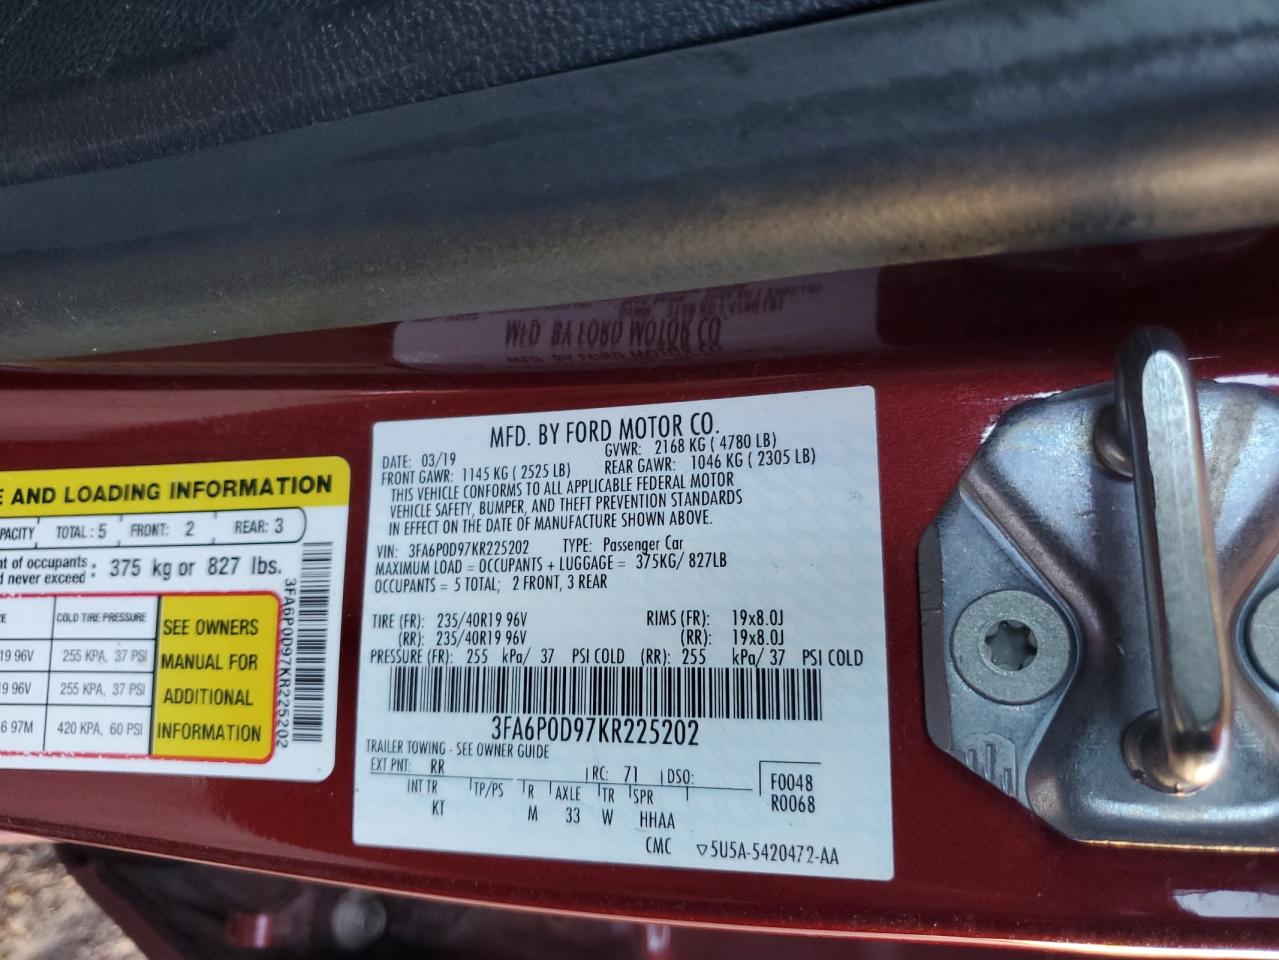 E AND LOADING INFORMATION
PACITY TOTAL: 5 FRONT: 2 REAR: 3
nt of occupants
d never exceed : 375 kg or 827 lbs.
RE COLD TIRE PRESSURE
19 96V 255 KPA, 37 PSI
19 96V 255 KPA, 37 PSI
6 97M 420 KPA, 60 PSI
SEE OWNERS
MANUAL FOR
ADDITIONAL
INFORMATION
3FA6P0D97KR225202
MFD. BY FORD MOTOR CO.
DATE: 03/19 GVWR: 2168 KG ( 4780 LB)
FRONT GAWR: 1145 KG ( 2525 LB) REAR GAWR: 1046 KG ( 2305 LB)
THIS VEHICLE CONFORMS TO ALL APPLICABLE FEDERAL MOTOR
VEHICLE SAFETY, BUMPER, AND THEFT PREVENTION STANDARDS
IN EFFECT ON THE DATE OF MANUFACTURE SHOWN ABOVE.
VIN: 3FA6P0D97KR225202 TYPE: Passenger Car
MAXIMUM LOAD = OCCUPANTS + LUGGAGE = 375KG/ 827LB
OCCUPANTS = 5 TOTAL; 2 FRONT, 3 REAR
TIRE (FR): 235/40R19 96V RIMS (FR): 19x8.0J
(RR): 235/40R19 96V (RR): 19x8.0J
PRESSURE (FR): 255 kPa/ 37 PSI COLD (RR): 255 kPa/ 37 PSI COLD
3FA6P0D97KR225202
TRAILER TOWING - SEE OWNER GUIDE
EXT PNT: RR RC: 71 DSO: F0048
INT TR TP/PS R AXLE TR SPR R0068
KT M 33 W HHAA
CMC ▽5U5A-5420472-AA